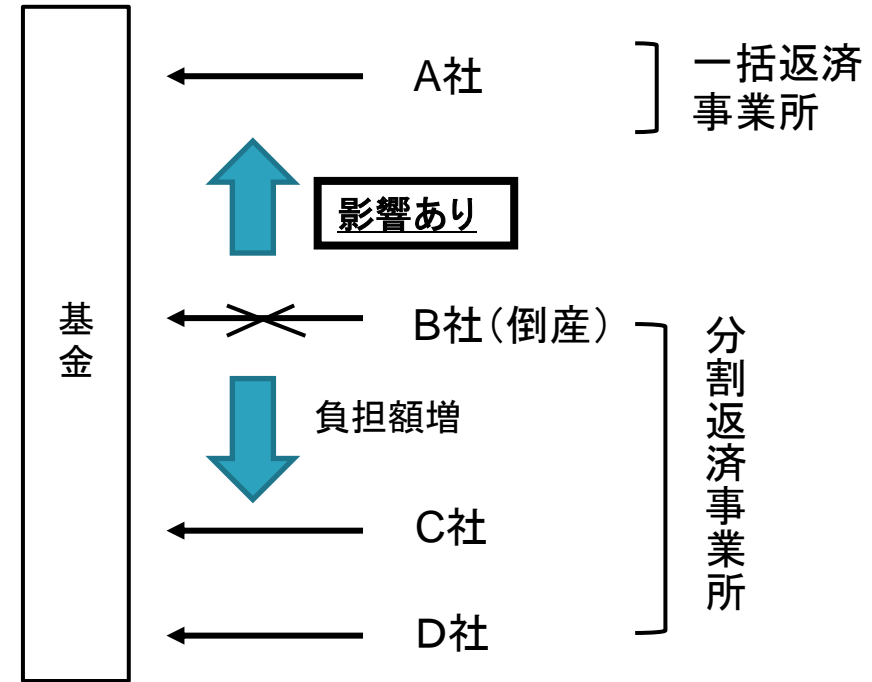 A社
一括返済
事業所
影響あり
基金
B社(倒産)
負担額増
分割返済事業所
C社
D社